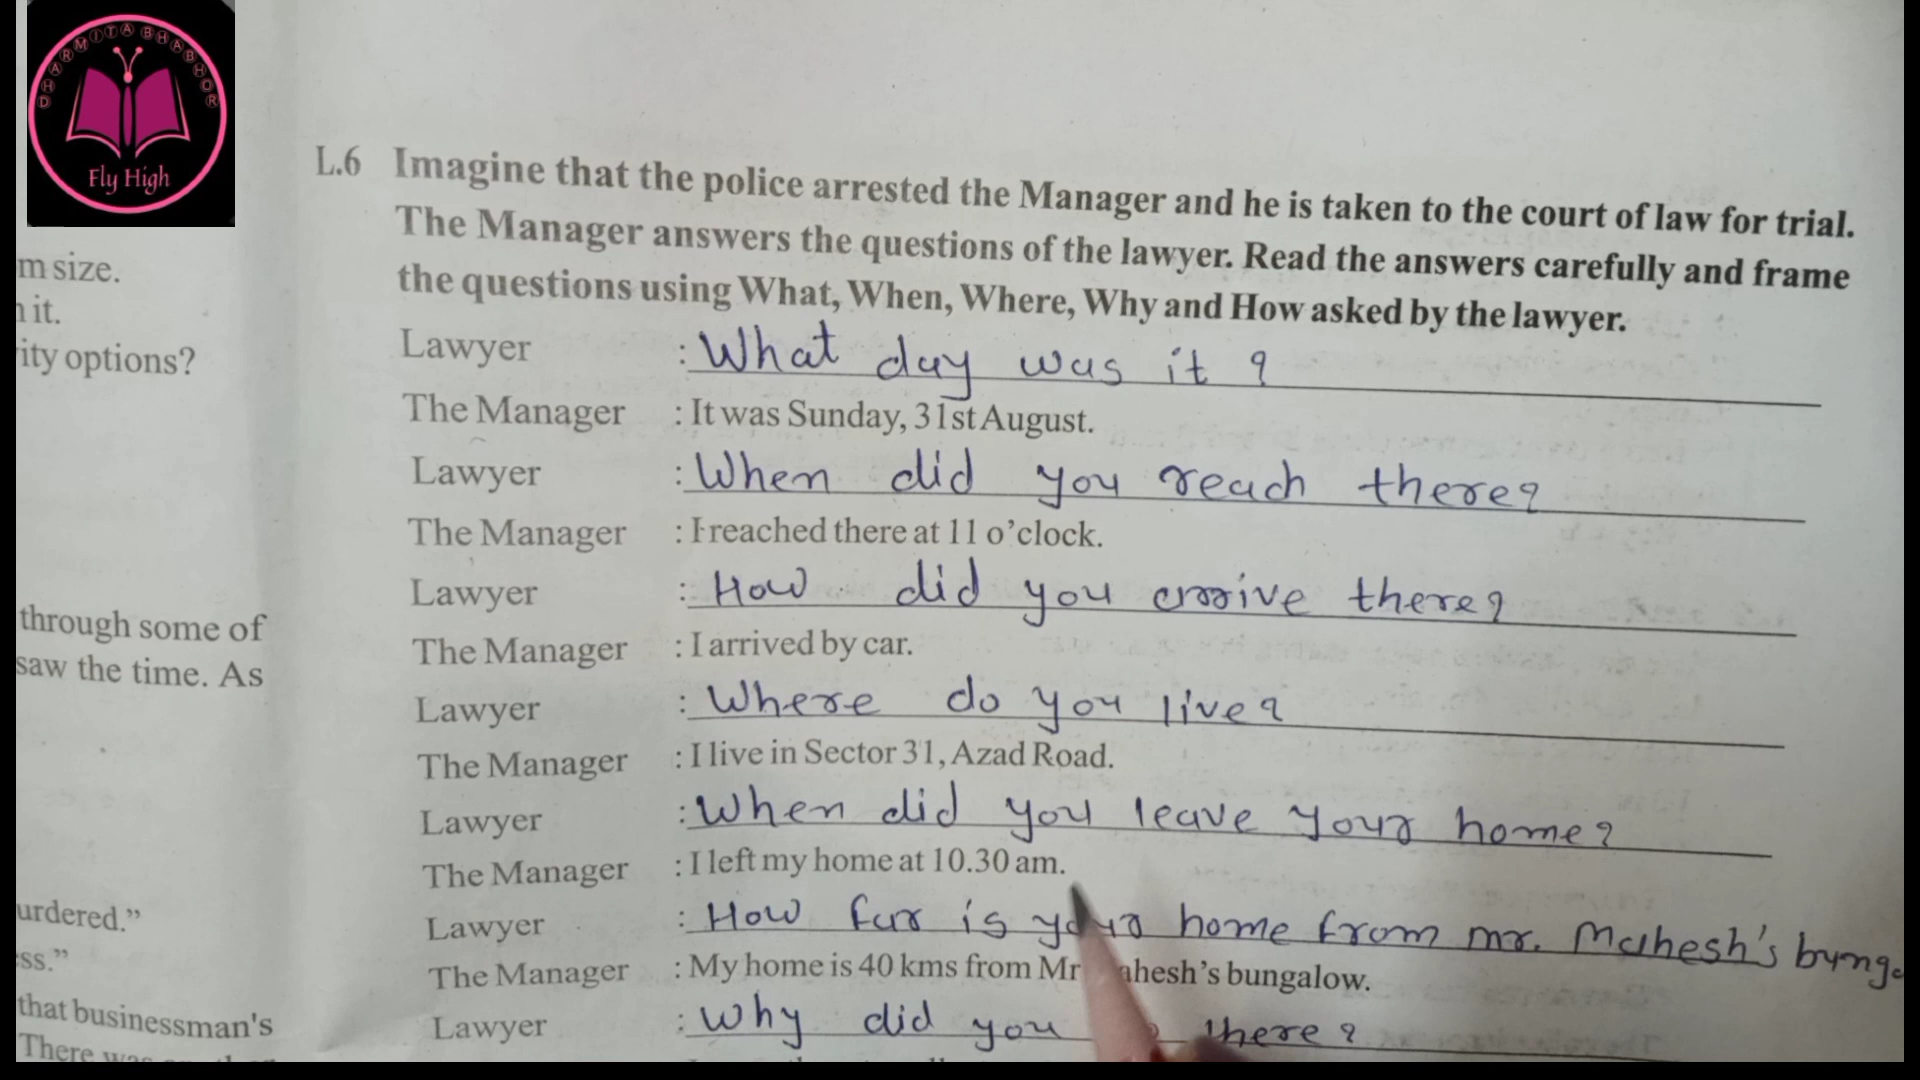 DHARMITA BHABHOR
Fly High
m size.
n it.
ity options?
through some of
saw the time. As
urdered.”
ss.”
that businessman's
There was
L.6 Imagine that the police arrested the Manager and he is taken to the court of law for trial.
The Manager answers the questions of the lawyer. Read the answers carefully and frame
the questions using What, When, Where, Why and How asked by the lawyer.
Lawyer : What day was it ?
The Manager : It was Sunday, 31st August.
Lawyer : When did you reach there?
The Manager : I reached there at 11 o’clock.
Lawyer : How did you arrive there?
The Manager : I arrived by car.
Lawyer : Where do you live?
The Manager : I live in Sector 31, Azad Road.
Lawyer : When did you leave your home?
The Manager : I left my home at 10.30 am.
Lawyer : How far is your home from mr. Mahesh's bunga
The Manager : My home is 40 kms from Mr ahesh’s bungalow.
Lawyer : Why did you there?